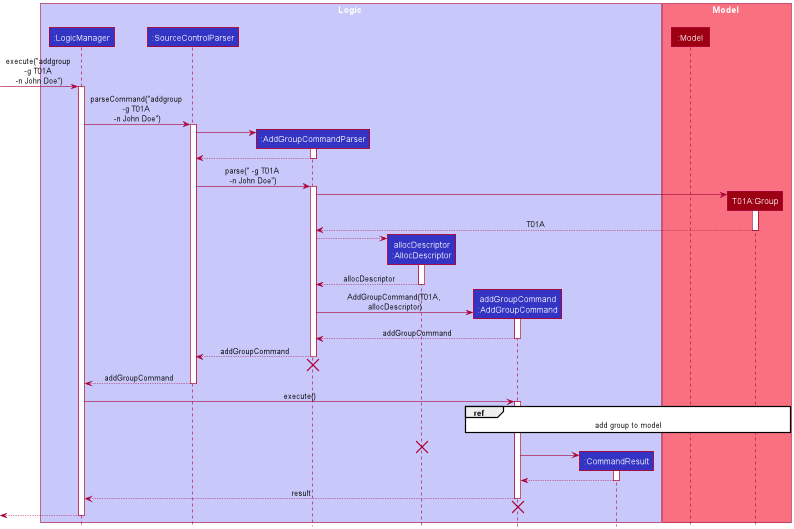 Logic
Model
:LogicManager
:SourceControlParser
:Model
execute("addgroup
-g T01A
-n John Doe")
parseCommand("addgroup
-g T01A
-n John Doe")
:AddGroupCommandParser
parse(" -g T01A
-n John Doe")
T01A:Group
T01A
allocDescriptor
:AllocDescriptor
allocDescriptor
AddGroupCommand(T01A,
allocDescriptor)
addGroupCommand
:AddGroupCommand
addGroupCommand
addGroupCommand
addGroupCommand
execute()
ref
add group to model
:CommandResult
result